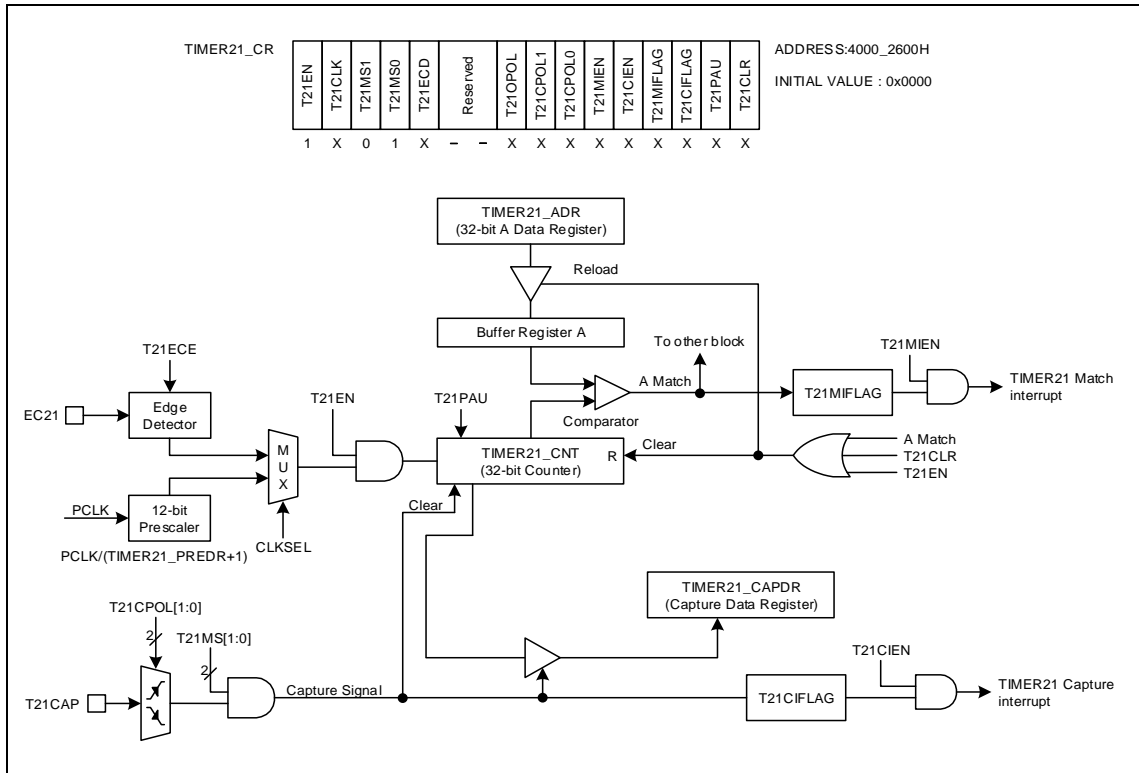 TIMER21_CR
T21EN
T21CLK
T21MS1
T21MS0
T21ECD
Reserved
T21OPOL
T21CPOL1
T21CPOL0
T21MIEN
T21CIEN
T21MIFLAG
T21CIFLAG
T21PAU
T21CLR
ADDRESS:4000_2600H
INITIAL VALUE : 0x0000
1 X 0 1 X – – X X X X X X X X X
TIMER21_ADR
(32-bit A Data Register)
Reload
Buffer Register A
To other block
T21ECE
T21EN
T21PAU
A Match
T21MIEN
EC21
Edge
Detector
Comparator
T21MIFLAG
TIMER21 Match
interrupt
MUX
TIMER21_CNT
(32-bit Counter)
R
Clear
A Match
T21CLR
T21EN
PCLK
12-bit
Prescaler
Clear
CLKSEL
PCLK/(TIMER21_PREDR+1)
TIMER21_CAPDR
(Capture Data Register)
T21CPOL[1:0]
2
T21MS[1:0]
2
T21CIEN
T21CAP
Capture Signal
T21CIFLAG
TIMER21 Capture
interrupt